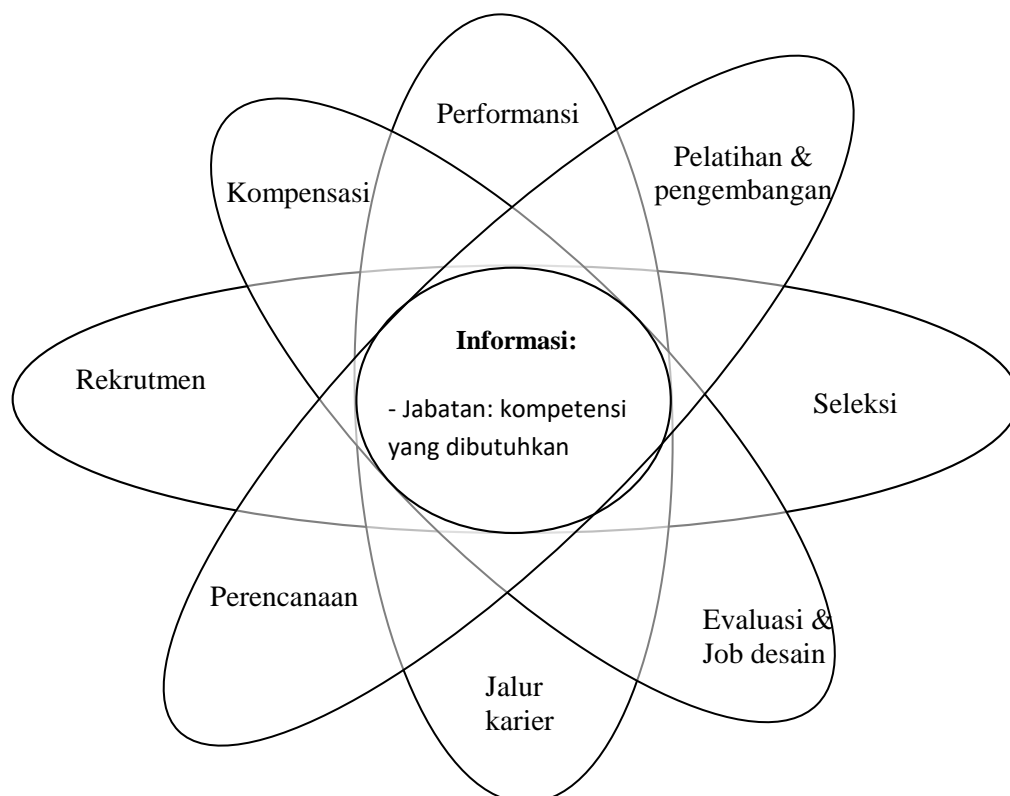 Performansi
Pelatihan &
pengembangan
Kompensasi
Informasi:
Rekrutmen
- Jabatan: kompetensi
yang dibutuhkan
Seleksi
Perencanaan
Evaluasi &
Job desain
Jalur
karier